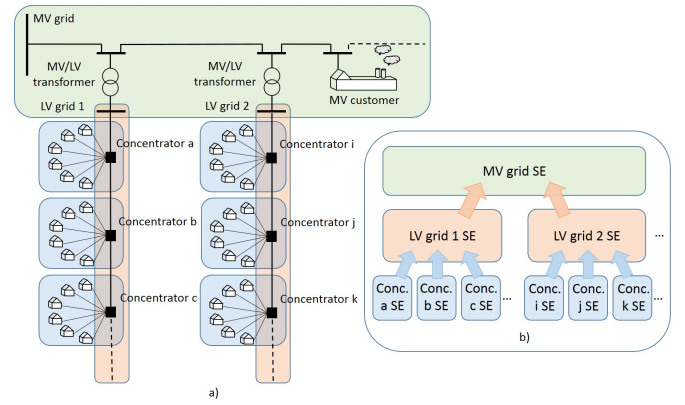 MV grid
MV/LV
transformer
MV/LV
transformer
MV customer
LV grid 1
LV grid 2
Concentrator a
Concentrator i
Concentrator b
Concentrator j
Concentrator c
Concentrator k
a)
MV grid SE
LV grid 1 SE
LV grid 2 SE
...
Conc.
a SE
Conc.
b SE
Conc.
c SE
...
Conc.
i SE
Conc.
j SE
Conc.
k SE
...
b)